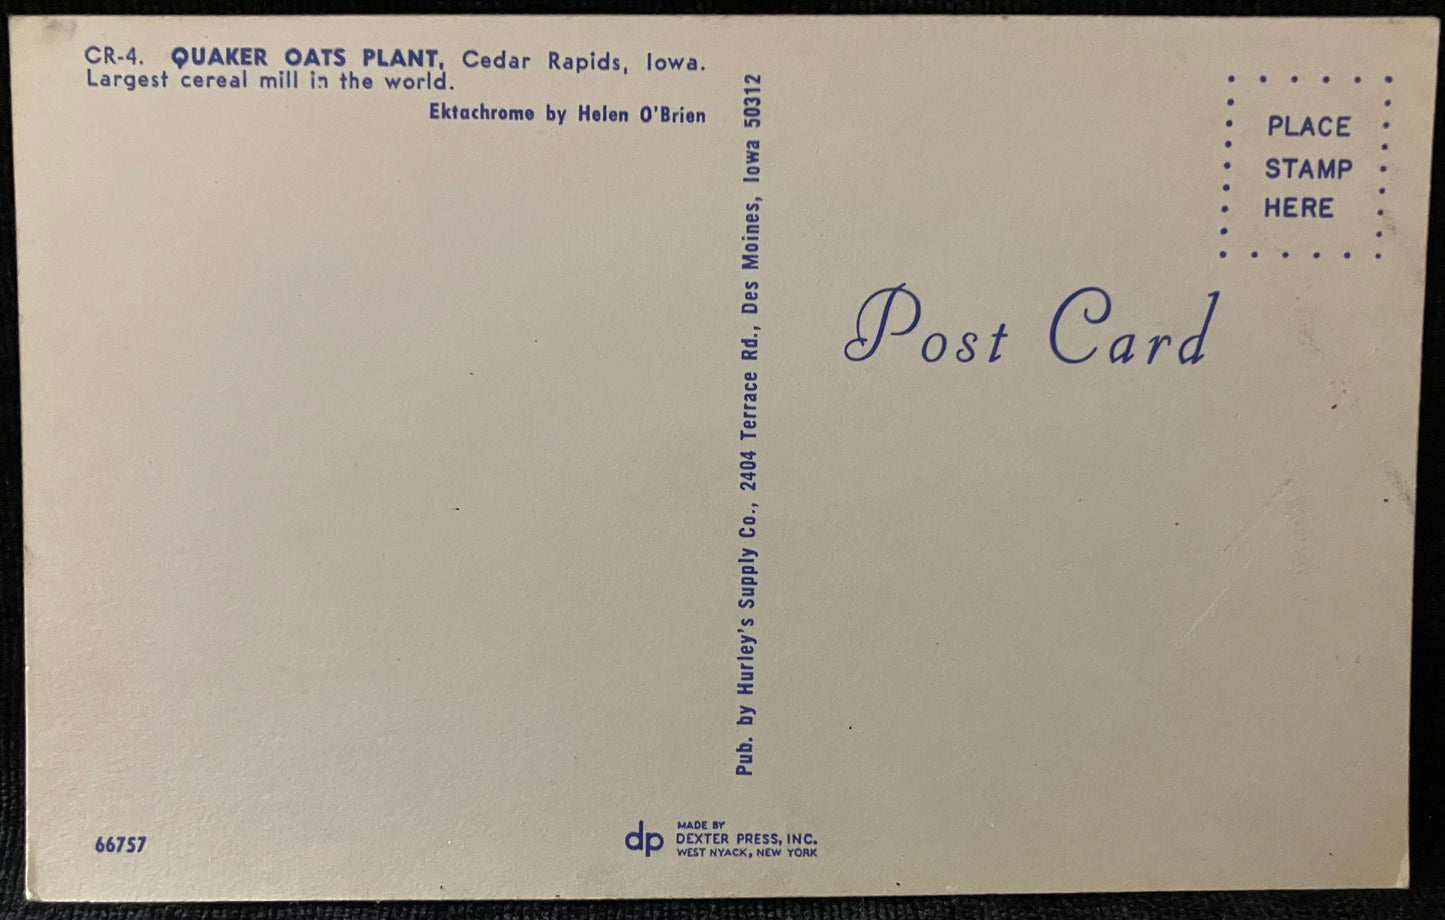 CR-4. QUAKER OATS PLANT, Cedar Rapids, Iowa.
Largest cereal mill in the world.
Ektachrome by Helen O'Brien
Pub. by Hurley's Supply Co., 2404 Terrace Rd., Des Moines, Iowa 50312
PLACE
STAMP
HERE
Post Card
66757
dp
MADE BY
DEXTER PRESS, INC.
WEST NYACK, NEW YORK